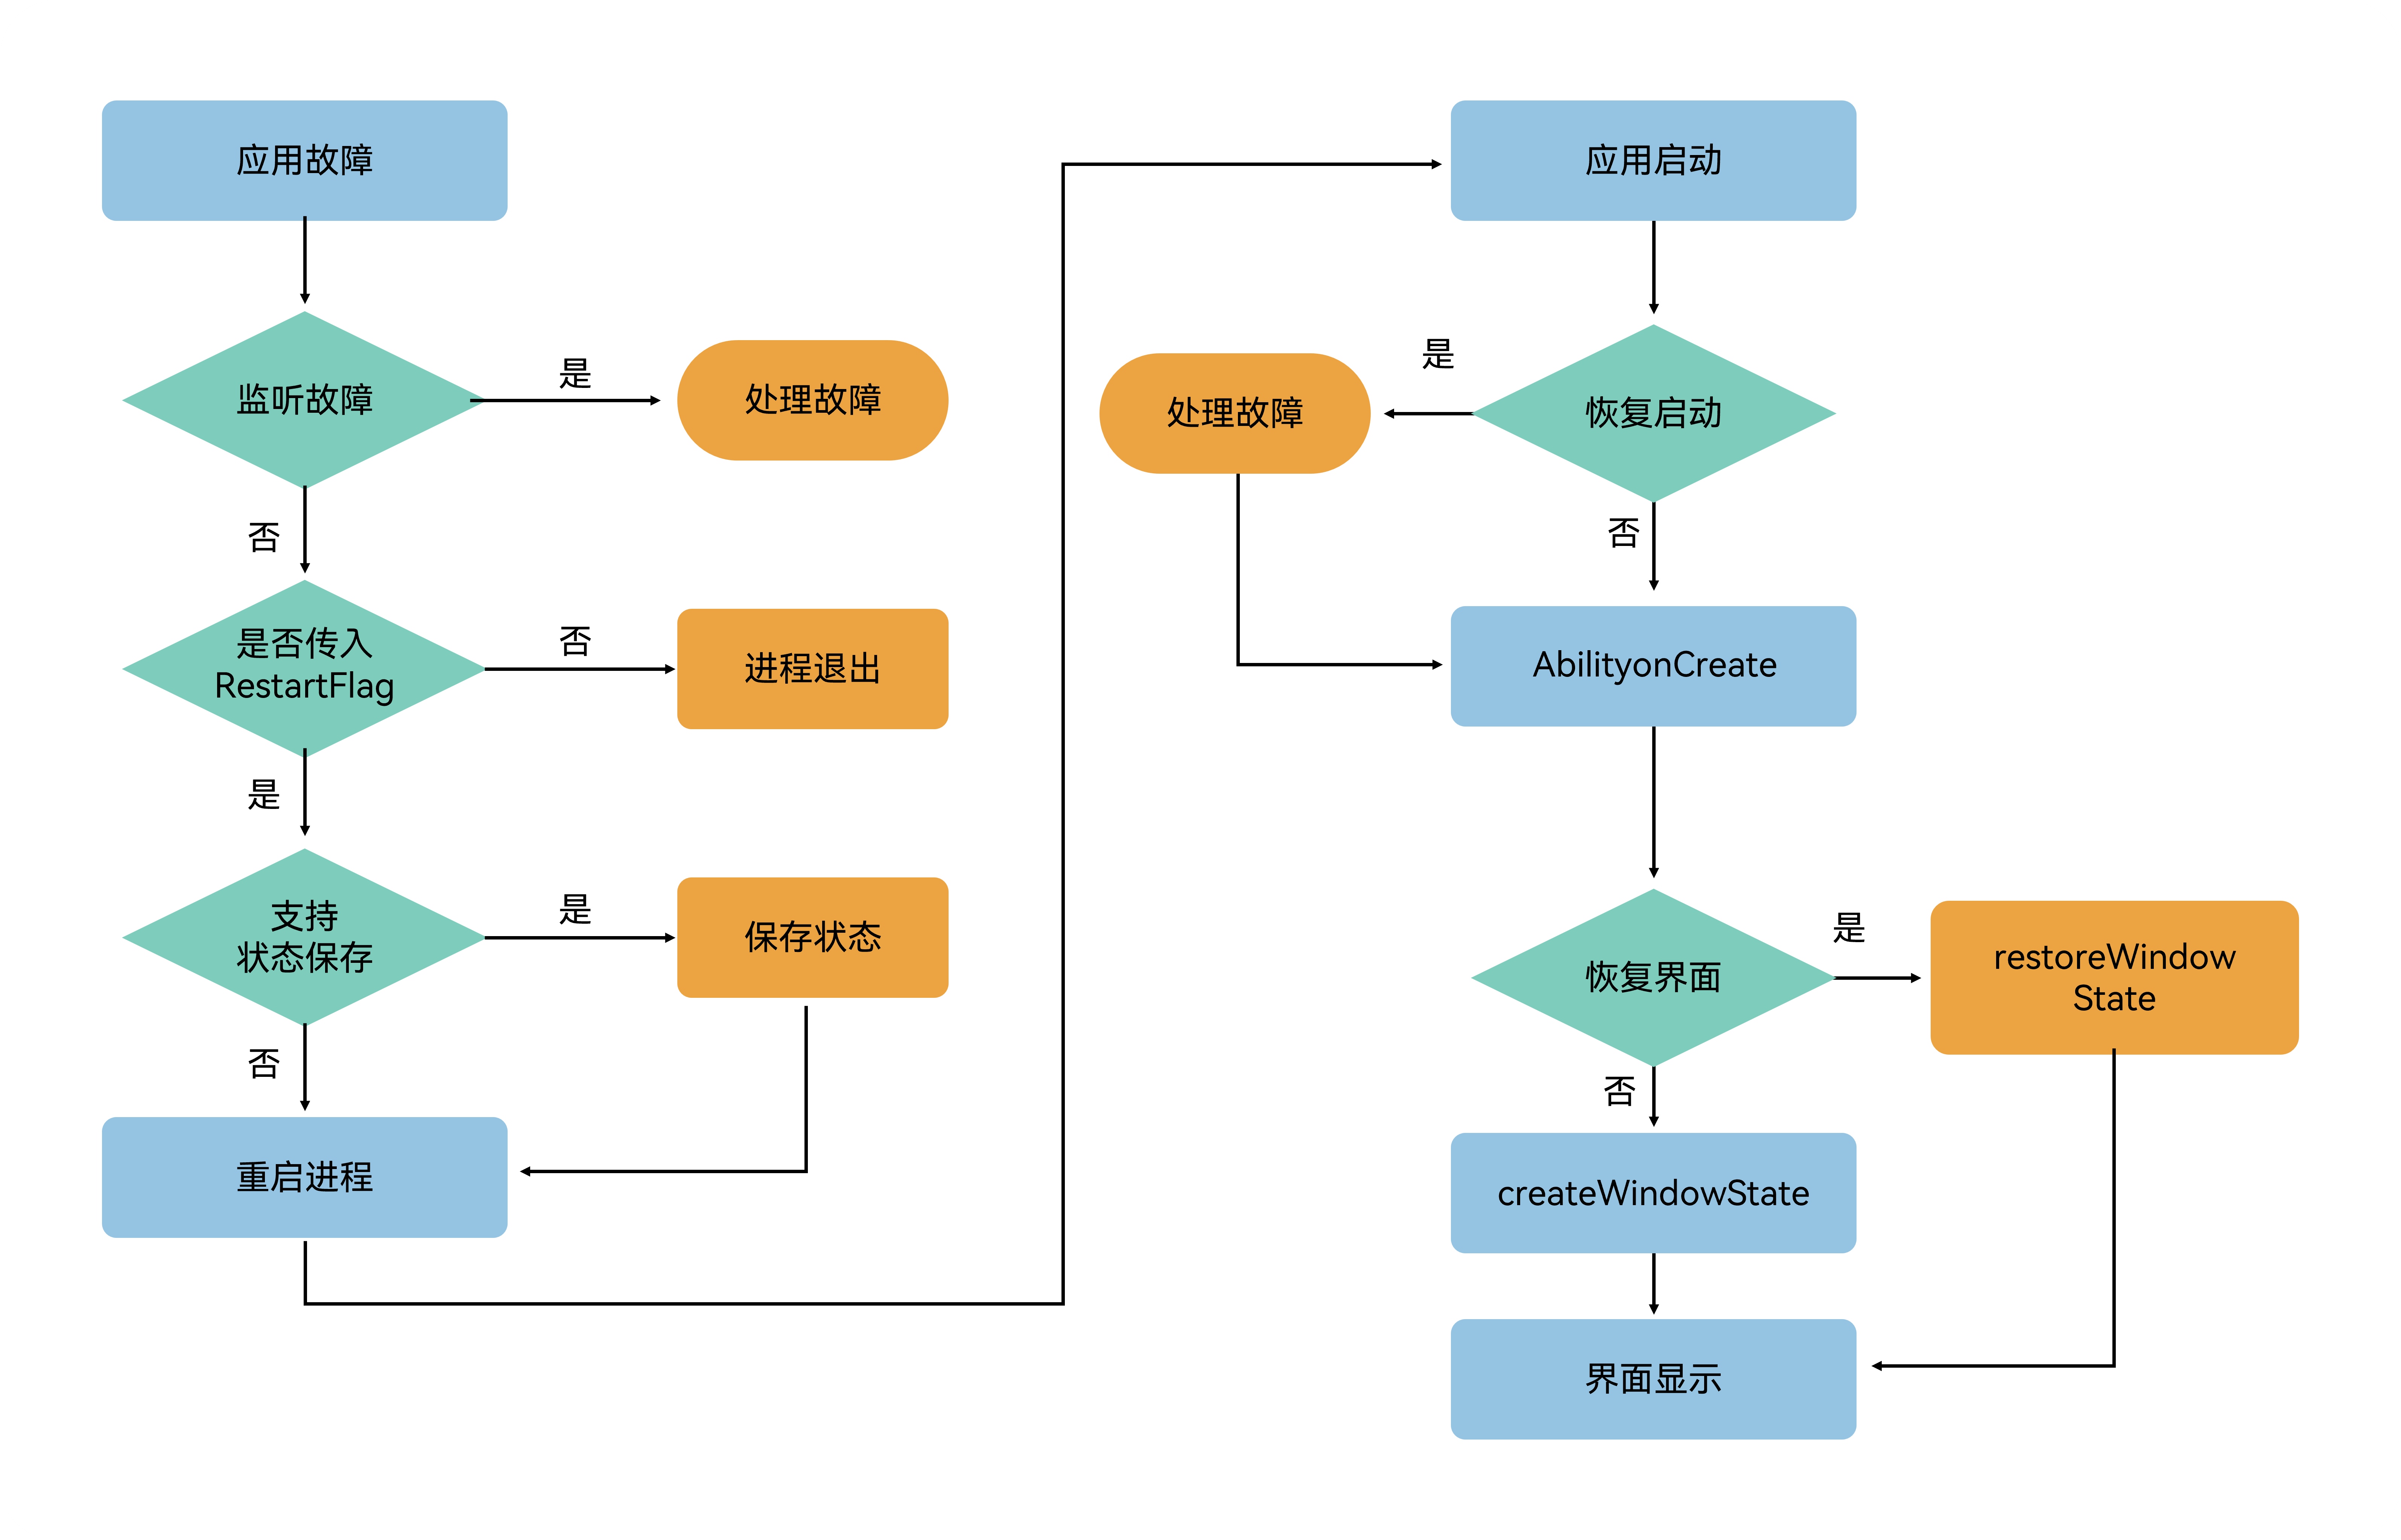 应用故障
监听故障
是
处理故障
否
是否传入
RestartFlag
否
进程退出
是
支持
状态保存
是
保存状态
否
重启进程
应用启动
恢复启动
是
处理故障
否
AbilityonCreate
恢复界面
是
restoreWindow
State
否
createWindowState
界面显示